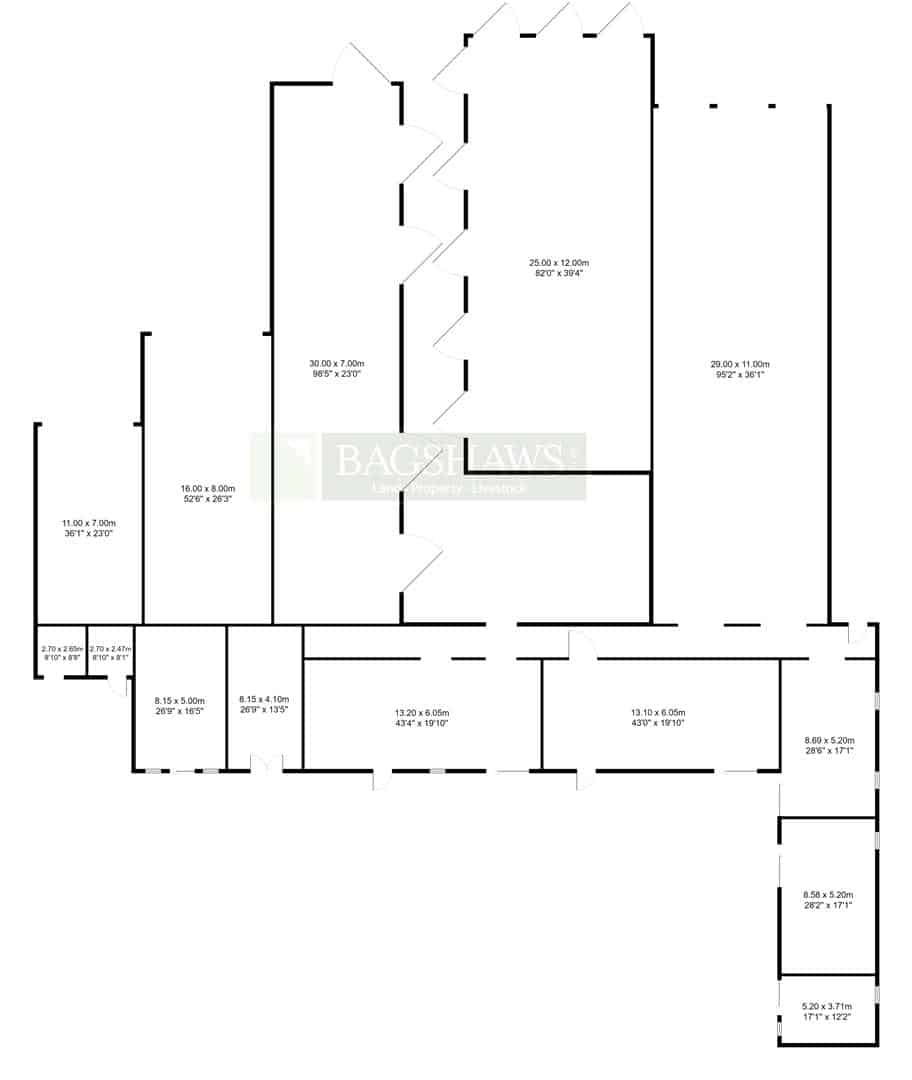 25.00 x 12.00m
82'0" x 39'4"
30.00 x 7.00m
98'5" x 23'0"
29.00 x 11.00m
95'2" x 36'1"
BAGSHAWS
Land · Property · Livestock
16.00 x 8.00m
52'6" x 26'3"
11.00 x 7.00m
36'1" x 23'0"
2.70 x 2.65m
8'10" x 8'8"
2.70 x 2.47m
8'10" x 8'1"
8.15 x 5.00m
26'9" x 16'5"
8.15 x 4.10m
26'9" x 13'5"
13.20 x 6.05m
43'4" x 19'10"
13.10 x 6.05m
43'0" x 19'10"
8.69 x 5.20m
28'6" x 17'1"
8.58 x 5.20m
28'2" x 17'1"
5.20 x 3.71m
17'1" x 12'2"